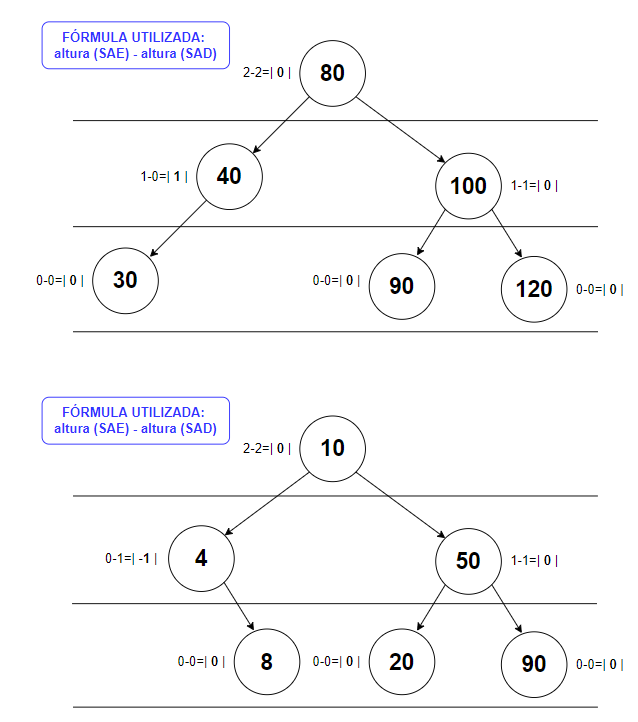 FÓRMULA UTILIZADA:
altura (SAE) - altura (SAD)
2-2=| 0 |
80
1-0=| 1 |
40
100
1-1=| 0 |
0-0=| 0 |
30
0-0=| 0 |
90
120
0-0=| 0 |
FÓRMULA UTILIZADA:
altura (SAE) - altura (SAD)
2-2=| 0 |
10
0-1=| -1 |
4
50
1-1=| 0 |
0-0=| 0 |
8
0-0=| 0 |
20
90
0-0=| 0 |